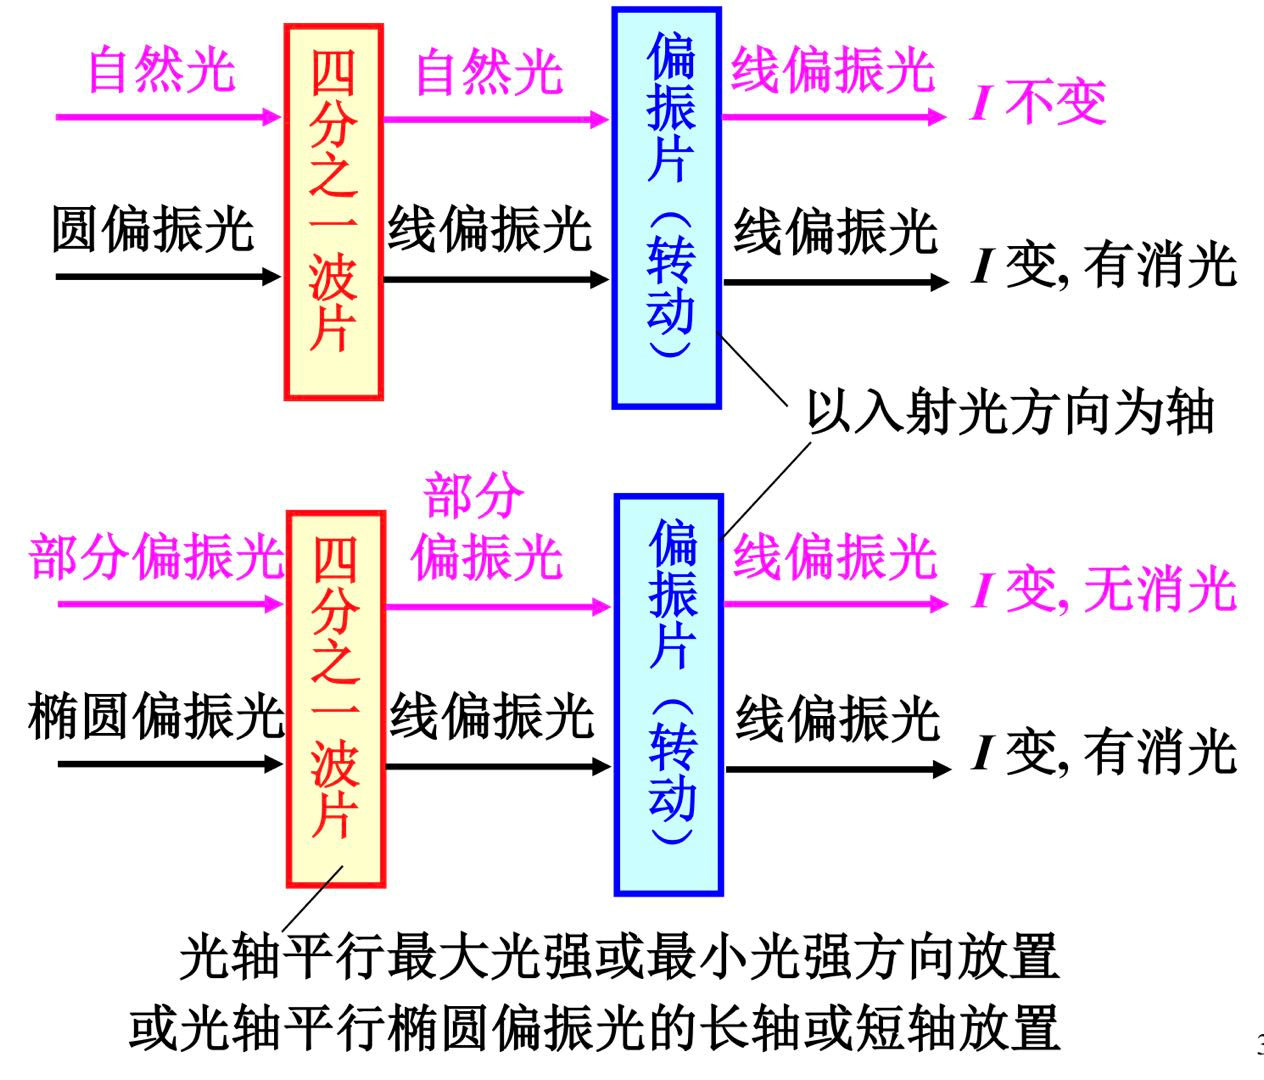 自然光
四分之一波片
自然光
偏振片（转动）
线偏振光
I 不变
圆偏振光
线偏振光
线偏振光
I 变, 有消光
以入射光方向为轴
部分偏振光
四分之一波片
部分
偏振光
偏振片（转动）
线偏振光
I 变, 无消光
椭圆偏振光
线偏振光
线偏振光
I 变, 有消光
光轴平行最大光强或最小光强方向放置
或光轴平行椭圆偏振光的长轴或短轴放置